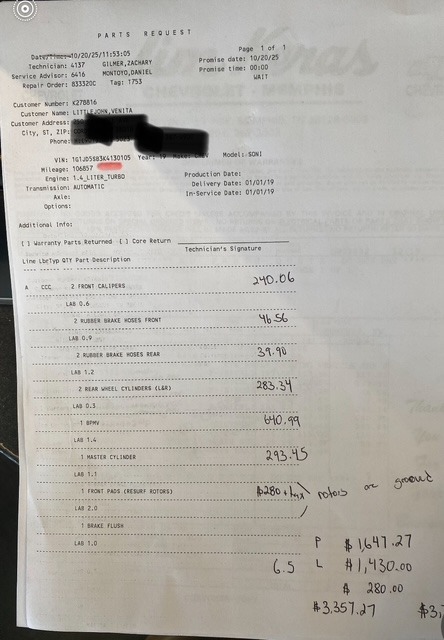 PARTS REQUEST
Page 1 of 1
Date/Time: 10/20/25/11:53:05
Technician: 4137 GILMER,ZACHARY Promise date: 10/20/25
Service Advisor: 6416 MONTOYO,DANIEL Promise time: 00:00
Repair Order: 833320C Tag: 1753 WAIT
Customer Number: K278816
Customer Name: LITTLEJOHN,VENITA
Customer Address:
City, ST, ZIP:
Phone:
VIN: 1G1JD5SB3K4130105 Year: 19 Make: CHEV Model: SONI
Mileage: 106857
Engine: 1.4_LITER_TURBO Production Date:
Transmission: AUTOMATIC Delivery Date: 01/01/19
Axle: In-Service Date: 01/01/19
Options:
Additional Info:
[ ] Warranty Parts Returned [ ] Core Return
Technician's Signature
Line LbrTyp QTY Part Description
A CCC 2 FRONT CALIPERS 240.06
LAB 0.6
2 RUBBER BRAKE HOSES FRONT 46.56
LAB 0.9
2 RUBBER BRAKE HOSES REAR 39.90
LAB 1.2
2 REAR WHEEL CYLINDERS (L&R) 283.34
LAB 0.3
1 BPMV 640.99
LAB 1.4
1 MASTER CYLINDER 293.45
LAB 1.1
1 FRONT PADS (RESURF ROTORS) $280 + tax rotors are ground
LAB 2.0
1 BRAKE FLUSH
LAB 1.0
P $1,647.27
6.5 L $1,430.00
$ 280.00
$3,357.27 $3,